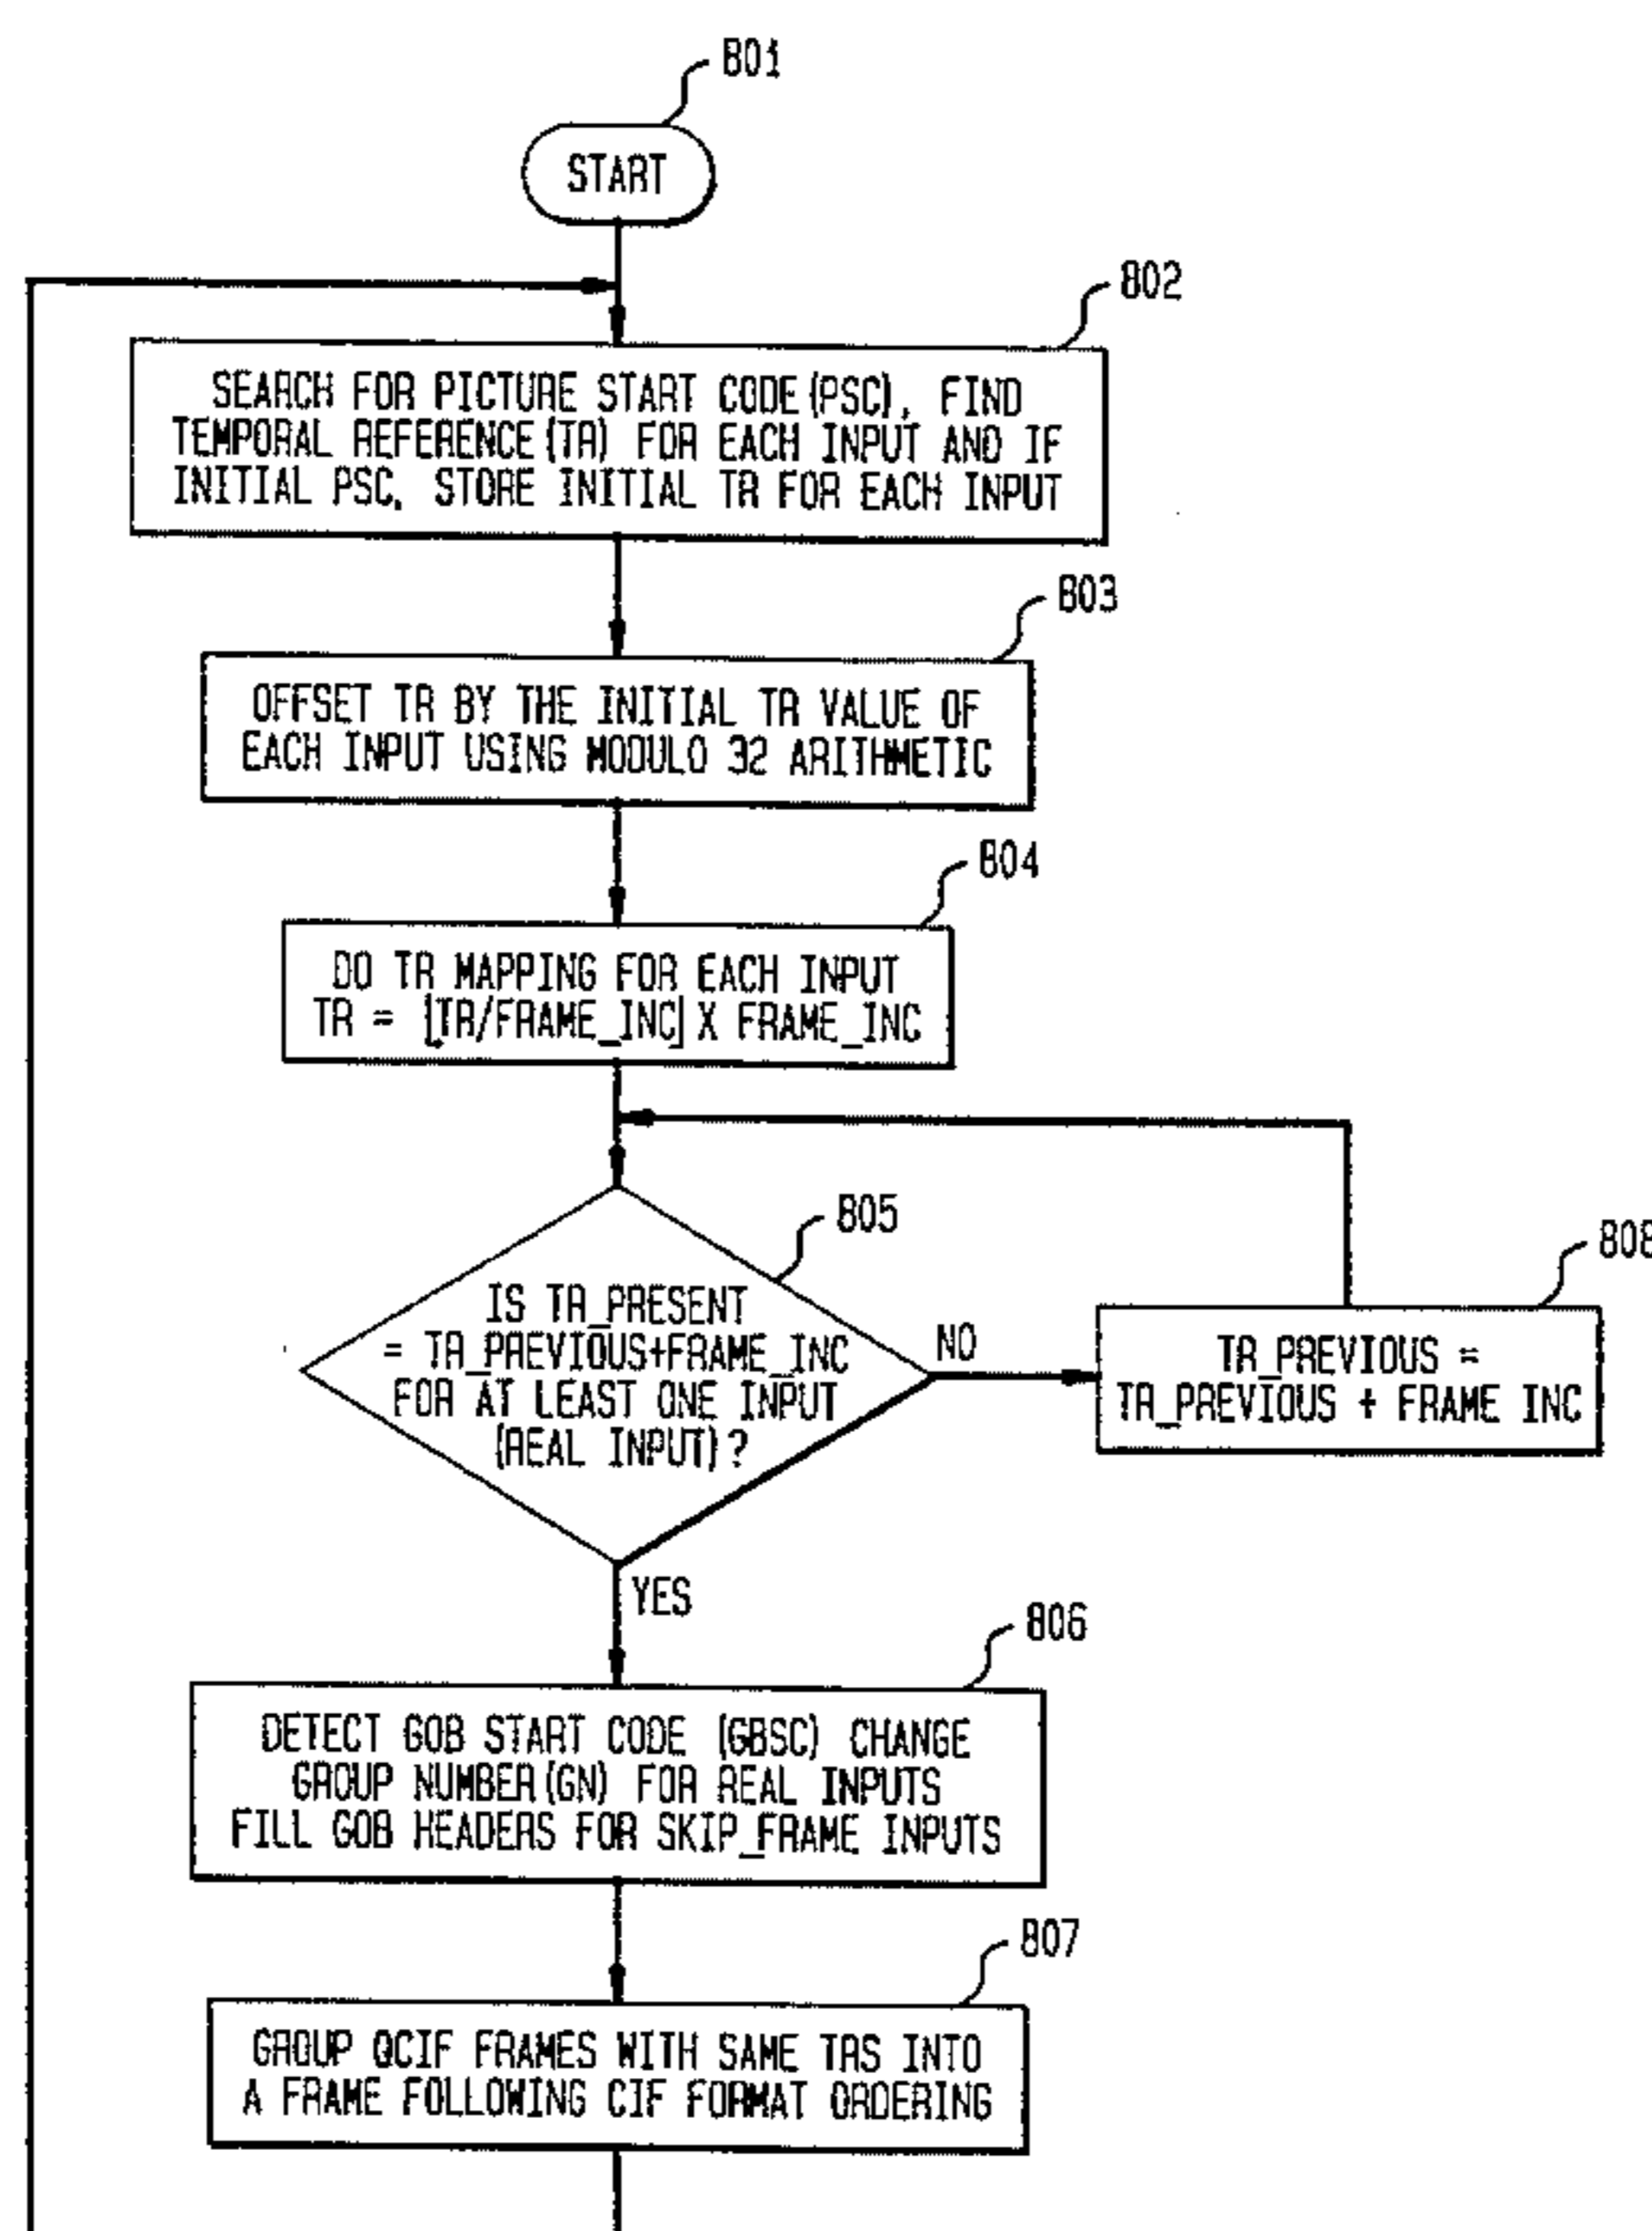 801
START
802
SEARCH FOR PICTURE START CODE(PSC), FIND
TEMPORAL REFERENCE(TR) FOR EACH INPUT AND IF
INITIAL PSC, STORE INITIAL TR FOR EACH INPUT
803
OFFSET TR BY THE INITIAL TR VALUE OF
EACH INPUT USING MODULO 32 ARITHMETIC
804
DO TR MAPPING FOR EACH INPUT
TR = ⌊TR/FRAME_INC⌋ X FRAME_INC
805
IS TR_PRESENT
= TR_PREVIOUS+FRAME_INC
FOR AT LEAST ONE INPUT
(REAL INPUT)?
NO
808
TR_PREVIOUS =
TR_PREVIOUS + FRAME INC
YES
806
DETECT GOB START CODE (GBSC) CHANGE
GROUP NUMBER(GN) FOR REAL INPUTS
FILL GOB HEADERS FOR SKIP_FRAME INPUTS
807
GROUP QCIF FRAMES WITH SAME TRS INTO
A FRAME FOLLOWING CIF FORMAT ORDERING